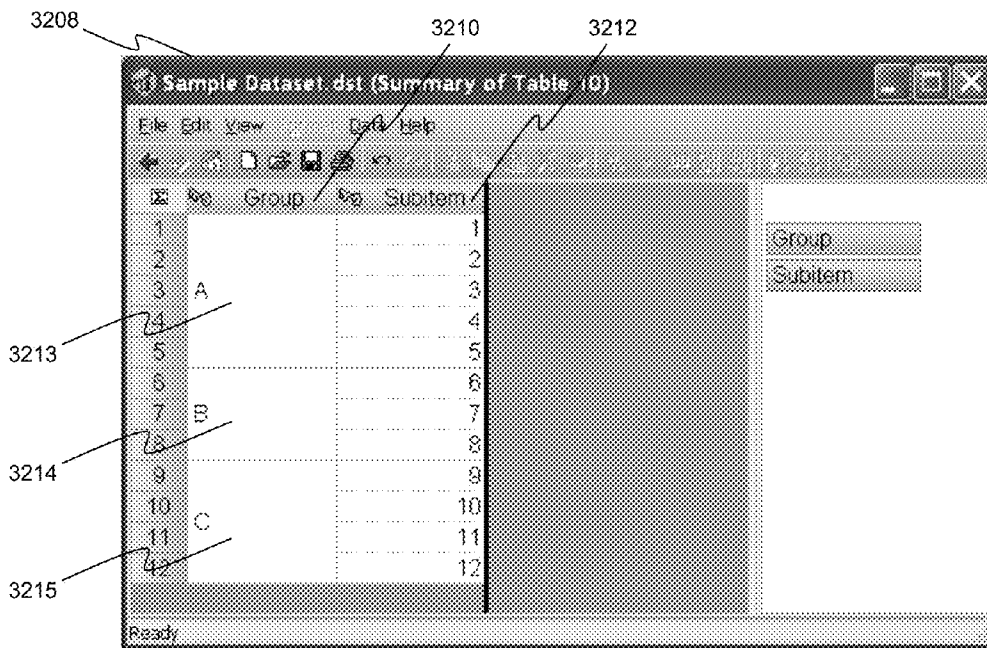 3208
3210
3212
Sample Dataset.dst (Summary of Table 10)
File Edit View Data Help
Σ Group Subitem
1 1
2 2
3 A 3
4 4
5 5
6 6
7 B 7
8 8
9 9
10 10
C
11 11
12 12
Group
Subitem
3213
3214
3215
Ready